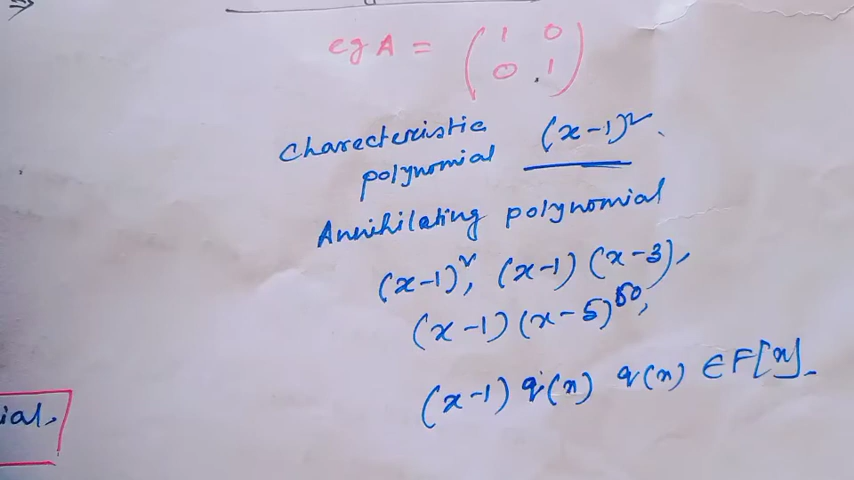 ⇒
eg A = ( 1 0
0 1 )
Charecteristic (x-1)²
polynomial
Annihilating polynomial
(x-1)², (x-1) (x-3),
(x-1) (x-5)⁵⁰,
(x-1) q(x) q(x) ∈ F[x].
ial.